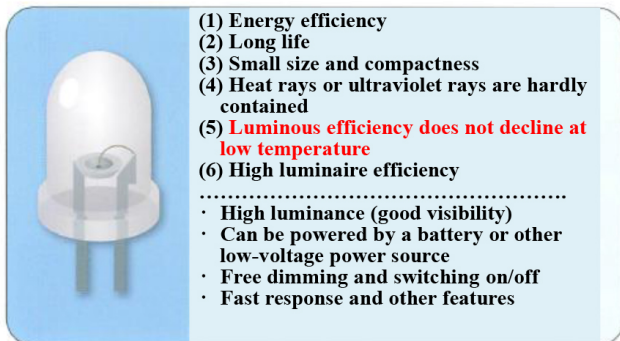 (1) Energy efficiency
(2) Long life
(3) Small size and compactness
(4) Heat rays or ultraviolet rays are hardly
contained
(5) Luminous efficiency does not decline at
low temperature
(6) High luminaire efficiency
……………………………………………
· High luminance (good visibility)
· Can be powered by a battery or other
low-voltage power source
· Free dimming and switching on/off
· Fast response and other features